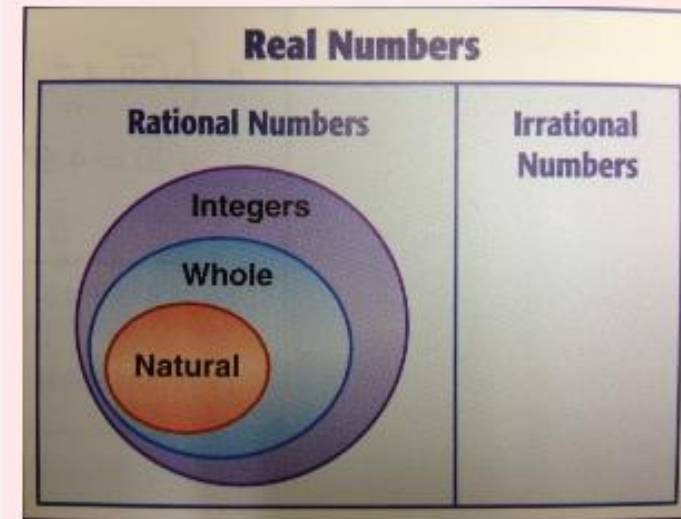 Real Numbers
Rational Numbers
Irrational
Numbers
Integers
Whole
Natural